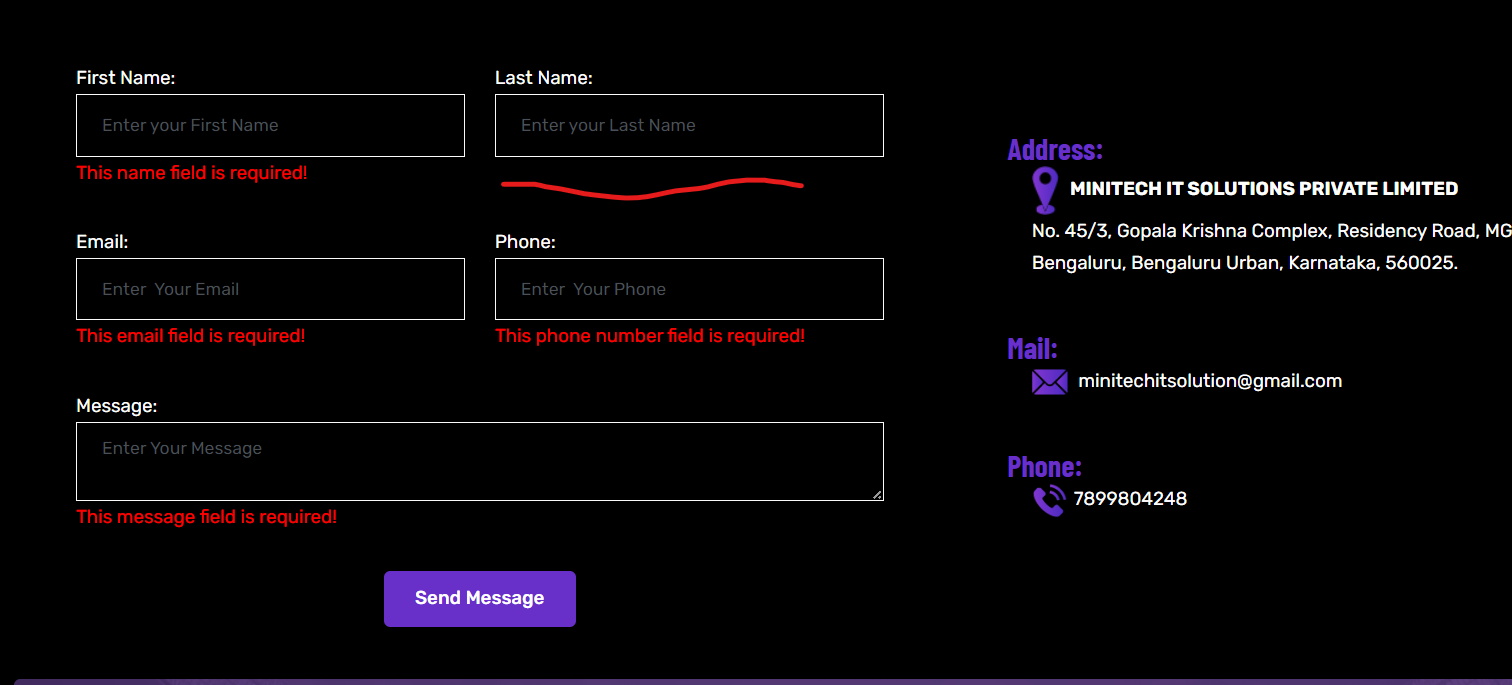 First Name:
Last Name:
Enter your First Name
Enter your Last Name
This name field is required!
Email:
Phone:
Enter  Your Email
Enter  Your Phone
This email field is required!
This phone number field is required!
Message:
Enter Your Message
This message field is required!
Send Message
Address:
MINITECH IT SOLUTIONS PRIVATE LIMITED
No. 45/3, Gopala Krishna Complex, Residency Road, MG
Bengaluru, Bengaluru Urban, Karnataka, 560025.
Mail:
minitechitsolution@gmail.com
Phone:
7899804248